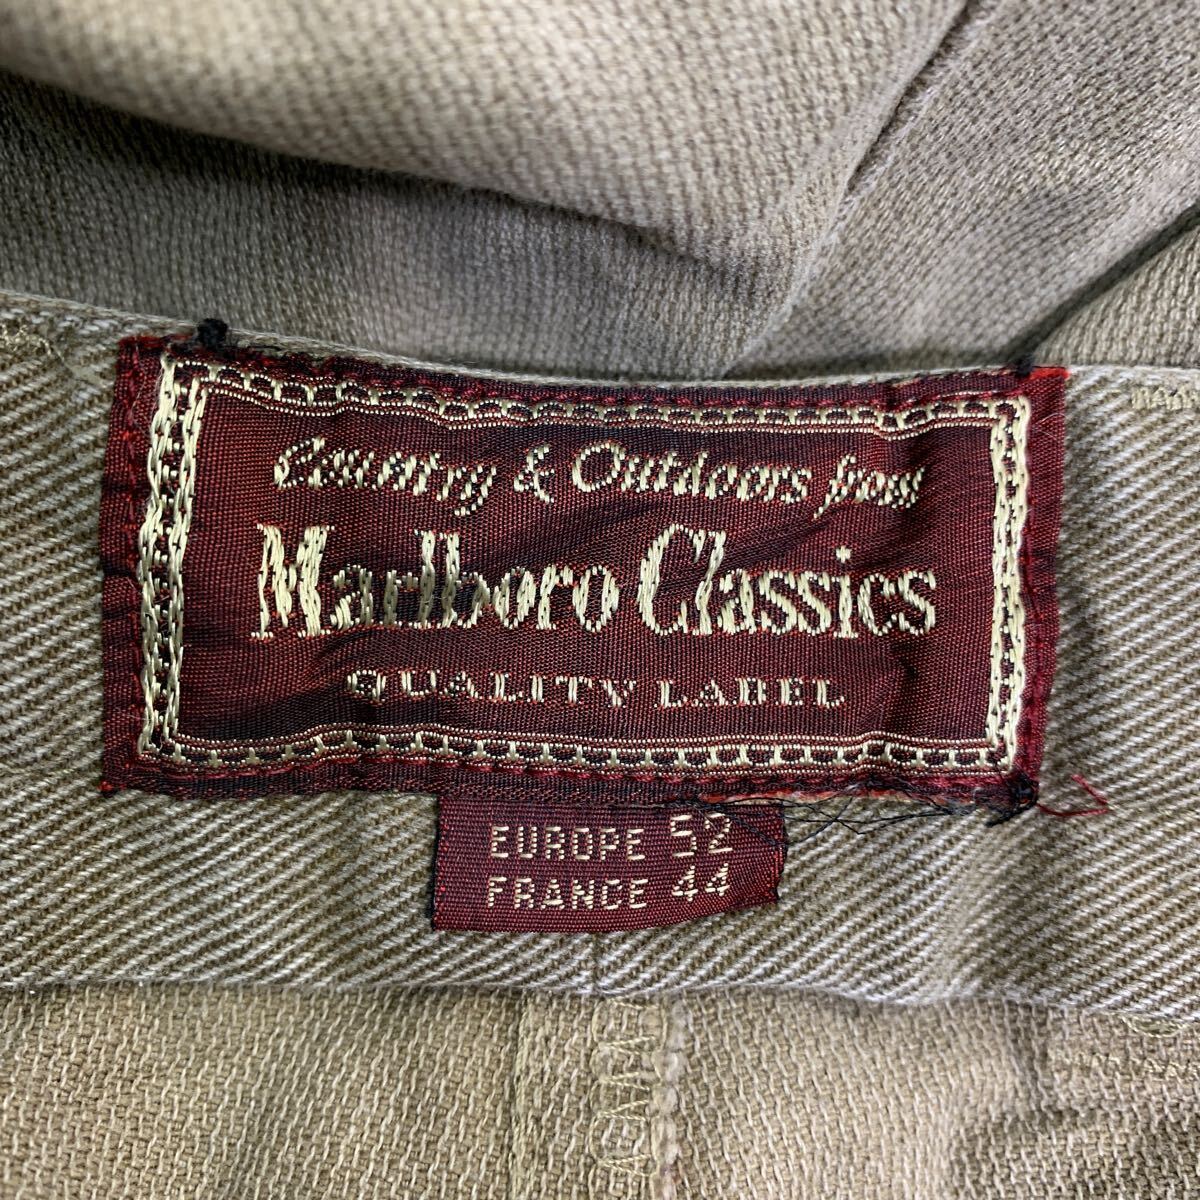 Country & Outdoors from
Marlboro Classics
QUALITY LABEL
EUROPE 52
FRANCE 44